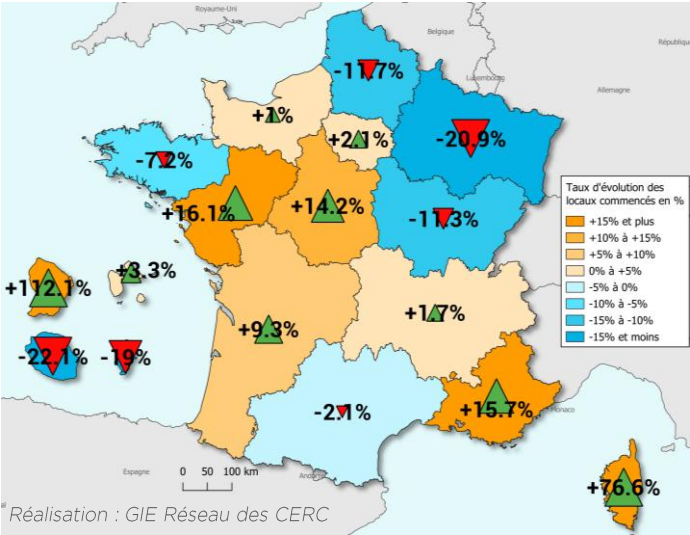 Royaume-Uni
Belgique
République
Luxembourg
Allemagne
-11.7%
+1%
+2.1%
-20.9%
-7.2%
+16.1%
+14.2%
-11.3%
Taux d'évolution des
locaux commencés en %
+15% et plus
+10% à +15%
+5% à +10%
0% à +5%
-5% à 0%
-10% à -5%
-15% à -10%
-15% et moins
+3.3%
+112.1%
+9.3%
+1.7%
-22.1%
-19%
-2.1%
+15.7%
Monaco
Espagne
0 50 100 km
+76.6%
Réalisation : GIE Réseau des CERC